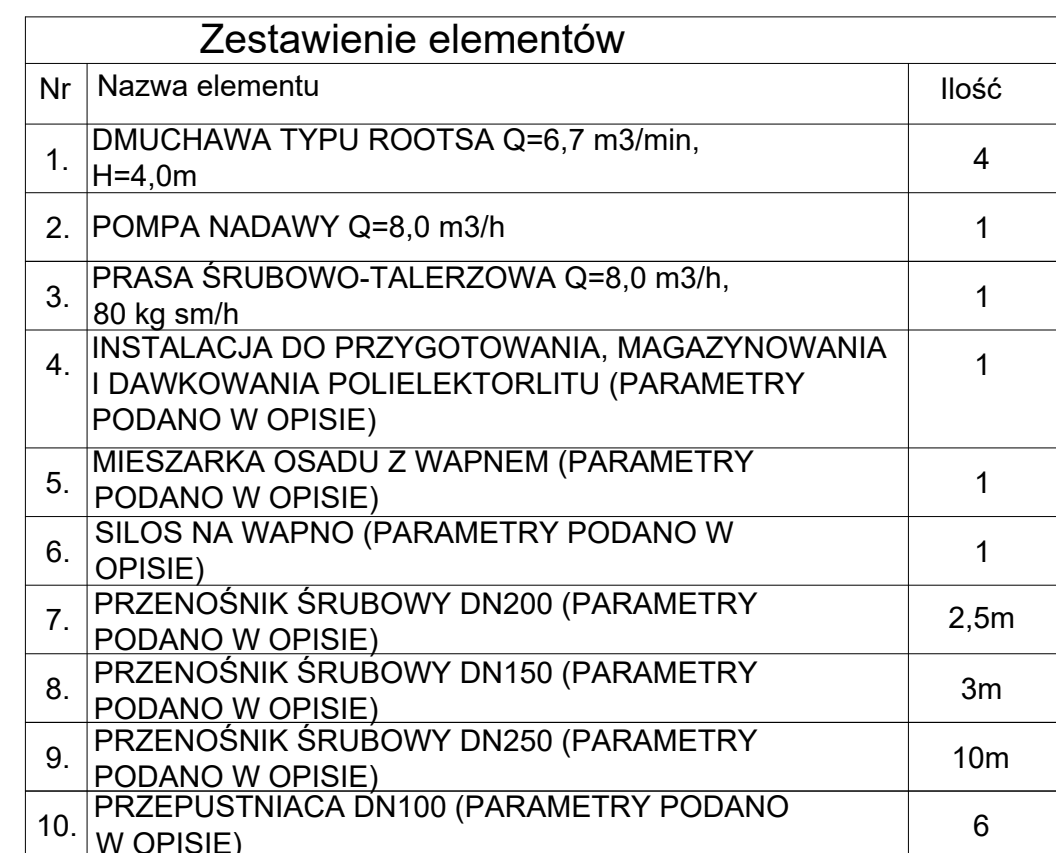 Zestawienie elementów
Nr Nazwa elementu Ilość
1. DMUCHAWA TYPU ROOTSA Q=6,7 m3/min, 4
H=4,0m
2. POMPA NADAWY Q=8,0 m3/h 1
3. PRASA ŚRUBOWO-TALERZOWA Q=8,0 m3/h, 1
80 kg sm/h
4. INSTALACJA DO PRZYGOTOWANIA, MAGAZYNOWANIA 1
I DAWKOWANIA POLIELEKTORLITU (PARAMETRY
PODANO W OPISIE)
5. MIESZARKA OSADU Z WAPNEM (PARAMETRY 1
PODANO W OPISIE)
6. SILOS NA WAPNO (PARAMETRY PODANO W 1
OPISIE)
7. PRZENOŚNIK ŚRUBOWY DN200 (PARAMETRY 2,5m
PODANO W OPISIE)
8. PRZENOŚNIK ŚRUBOWY DN150 (PARAMETRY 3m
PODANO W OPISIE)
9. PRZENOŚNIK ŚRUBOWY DN250 (PARAMETRY 10m
PODANO W OPISIE)
10. PRZEPUSTNIACA DN100 (PARAMETRY PODANO 6
W OPISIE)